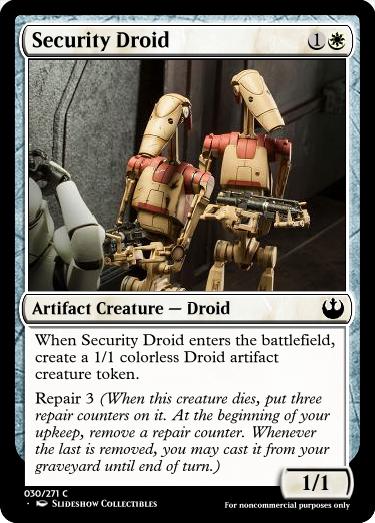 Security Droid 1
Artifact Creature — Droid
When Security Droid enters the battlefield,
create a 1/1 colorless Droid artifact
creature token.
Repair 3 (When this creature dies, put three
repair counters on it. At the beginning of your
upkeep, remove a repair counter. Whenever
the last is removed, you may cast it from your
graveyard until end of turn.)
1/1
030/271 C
· Slideshow Collectibles
For noncommercial purposes only